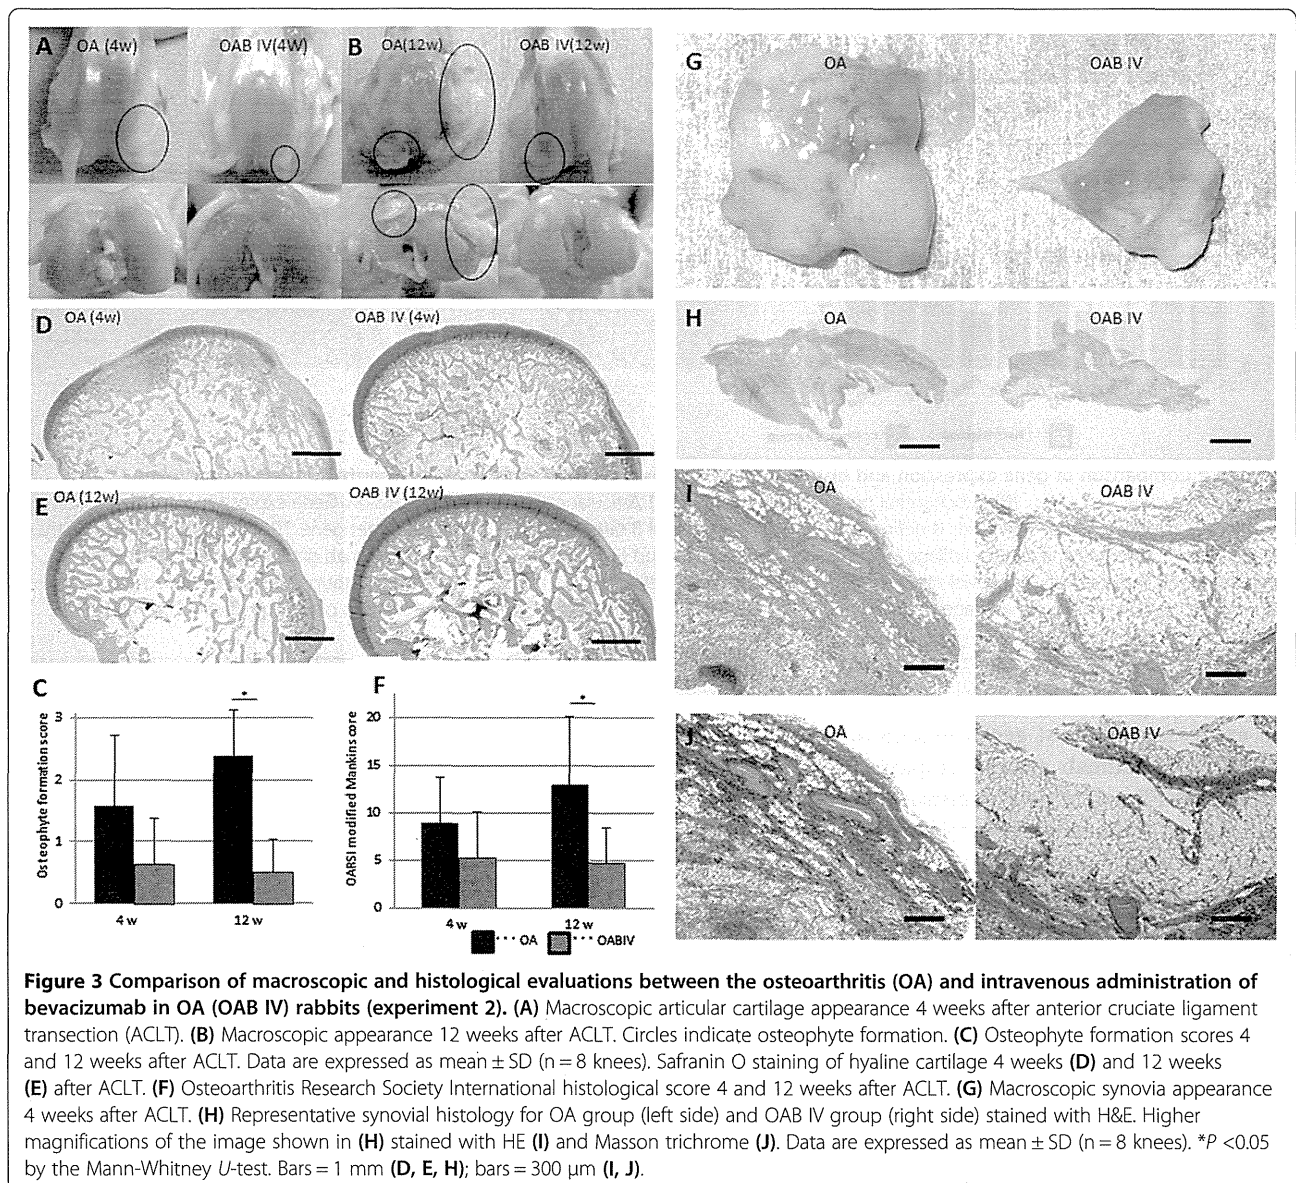 A OA (4w) OAB IV(4W) B OA(12w) OAB IV(12w)
G OA OAB IV
D OA (4w) OAB IV (4w)
H OA OAB IV
E OA (12w) OAB IV (12w)
I OA OAB IV
C
Osteophyte formation score
3
2
1
0
*
4 w 12 w
F
OARSI modified Mankins core
20
15
10
5
0
*
4 w 12 w
··· OA ··· OABIV
J OA OAB IV
Figure 3 Comparison of macroscopic and histological evaluations between the osteoarthritis (OA) and intravenous administration of
bevacizumab in OA (OAB IV) rabbits (experiment 2). (A) Macroscopic articular cartilage appearance 4 weeks after anterior cruciate ligament
transection (ACLT). (B) Macroscopic appearance 12 weeks after ACLT. Circles indicate osteophyte formation. (C) Osteophyte formation scores 4
and 12 weeks after ACLT. Data are expressed as mean ± SD (n = 8 knees). Safranin O staining of hyaline cartilage 4 weeks (D) and 12 weeks
(E) after ACLT. (F) Osteoarthritis Research Society International histological score 4 and 12 weeks after ACLT. (G) Macroscopic synovia appearance
4 weeks after ACLT. (H) Representative synovial histology for OA group (left side) and OAB IV group (right side) stained with H&E. Higher
magnifications of the image shown in (H) stained with HE (I) and Masson trichrome (J). Data are expressed as mean ± SD (n = 8 knees). *P <0.05
by the Mann-Whitney U-test. Bars = 1 mm (D, E, H); bars = 300 μm (I, J).